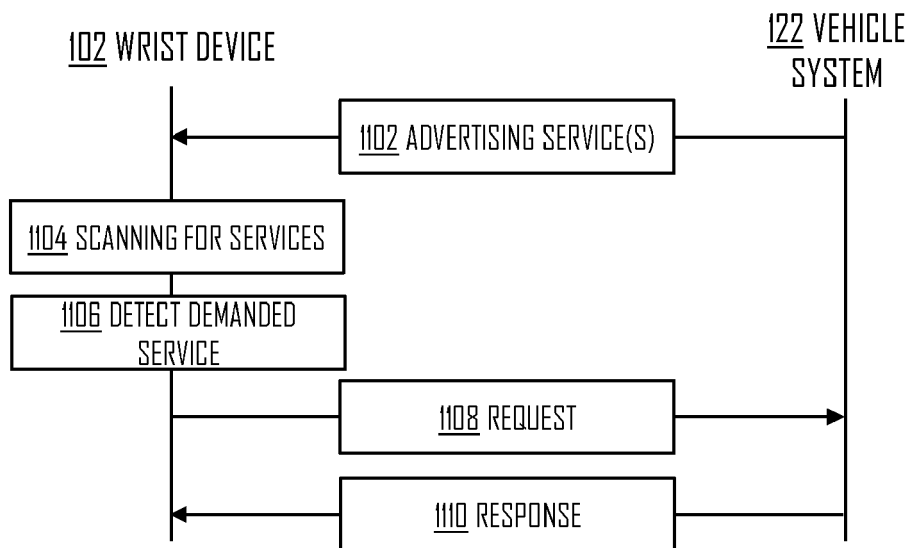 102 WRIST DEVICE
122 VEHICLE
SYSTEM
1102 ADVERTISING SERVICE(S)
1104 SCANNING FOR SERVICES
1106 DETECT DEMANDED
SERVICE
1108 REQUEST
1110 RESPONSE